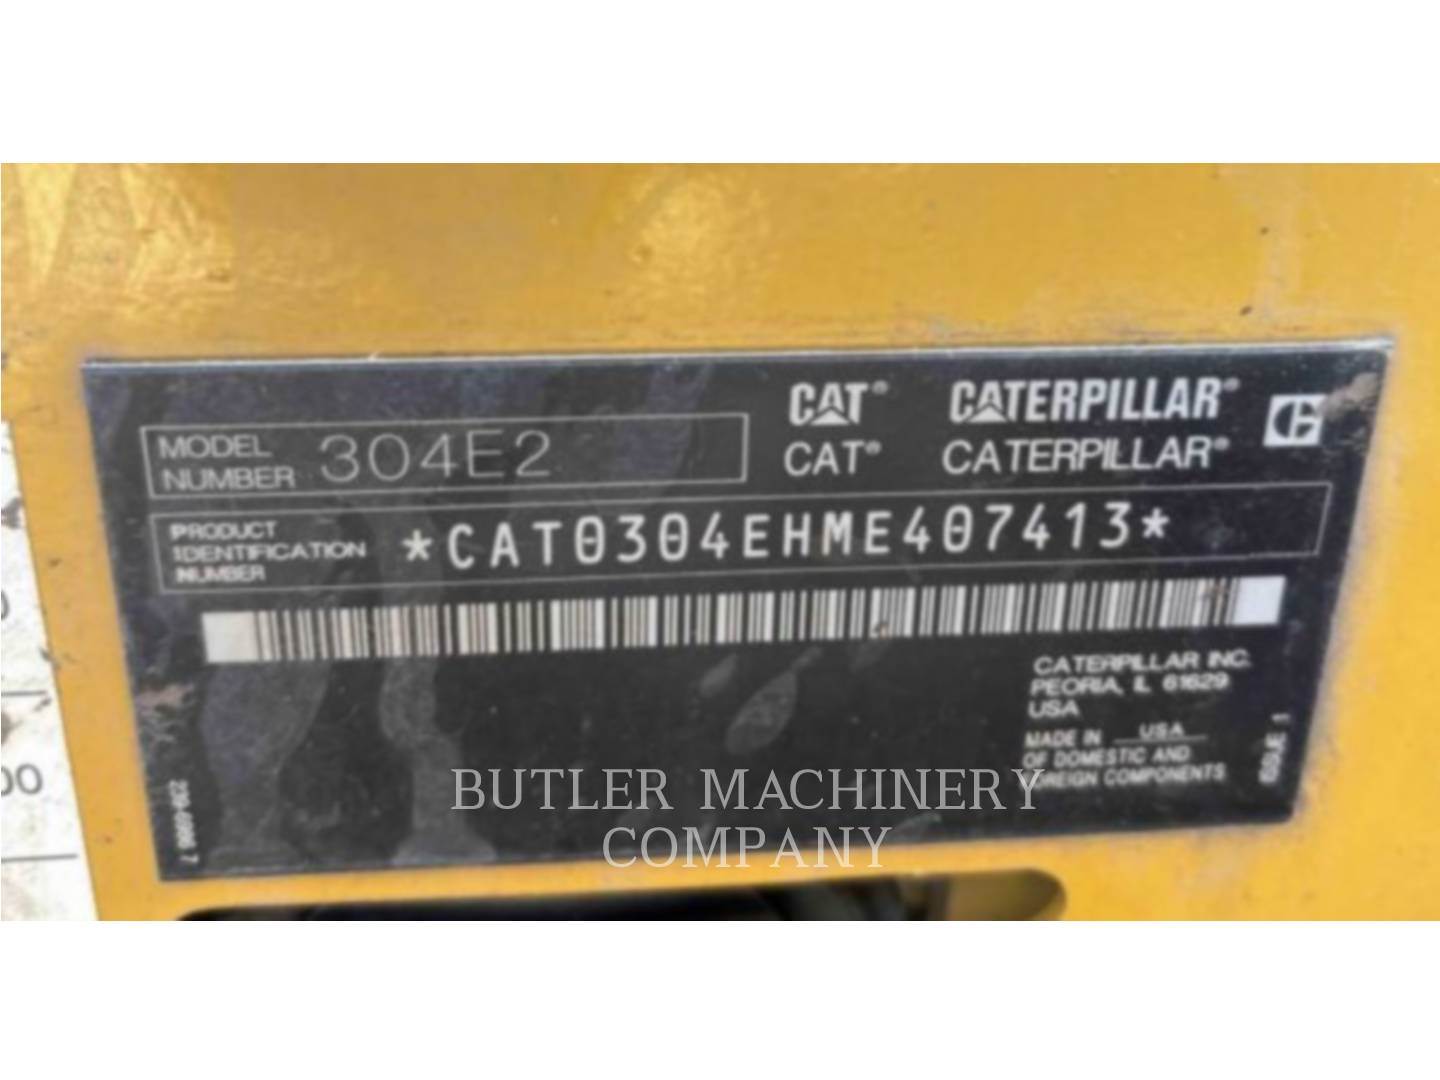 CAT® CATERPILLAR®
CAT® CATERPILLAR®
MODEL
NUMBER 304E2
PRODUCT
IDENTIFICATION
NUMBER
*CAT0304EHME407413*
CATERPILLAR INC.
PEORIA, IL 61629
USA
MADE IN USA
OF DOMESTIC AND
FOREIGN COMPONENTS
ISSUE 1
BUTLER MACHINERY
COMPANY
00